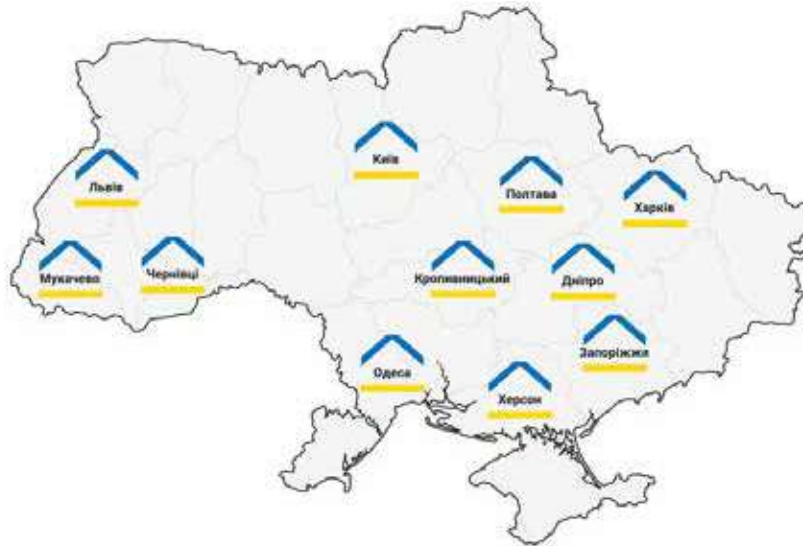 Київ
Львів
Полтава
Харків
Мукачево
Чернівці
Кропивницький
Дніпро
Запоріжжя
Одеса
Херсон